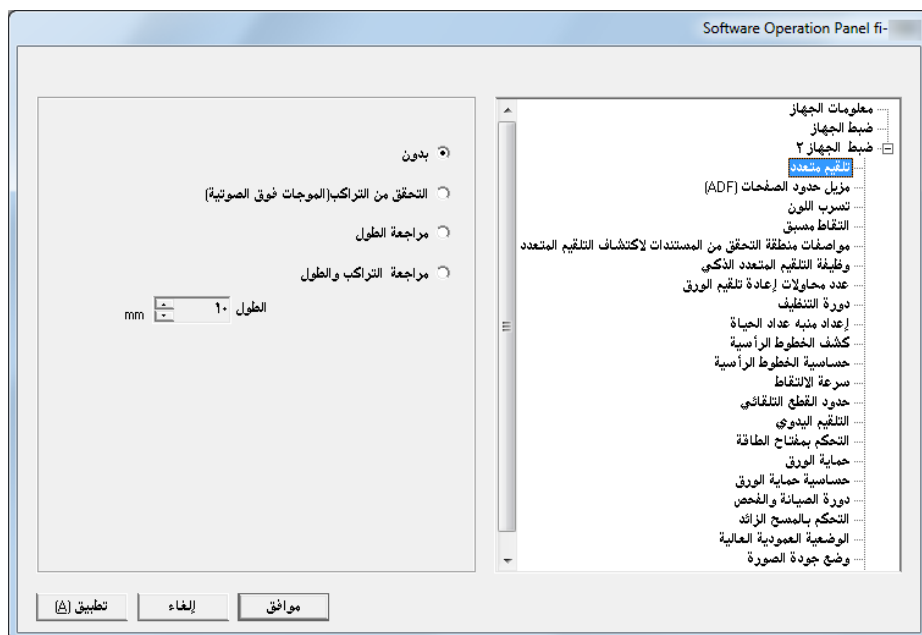 Software Operation Panel fi-
معلومات الجهاز
ضبط الجهاز
ضبط الجهاز ٢
تلقيم متعدد
مزيل حدود الصفحات (ADF)
تسرب اللون
التقاط مسبق
مواصفات منطقة التحقق من المستندات لاكتشاف التلقيم المتعدد
وظيفة التلقيم المتعدد الذكي
عدد محاولات إعادة تلقيم الورق
دورة التنظيف
إعداد منبه عداد الحياة
كشف الخطوط الرأسية
حساسية الخطوط الرأسية
سرعة الالتقاط
حدود القطع التلقائي
التلقيم اليدوي
التحكم بمفتاح الطاقة
حماية الورق
حساسية حماية الورق
دورة الصيانة والفحص
التحكم بالمسح الزائد
الوضعية العمودية العالية
وضع جودة الصورة
بدون
التحقق من التراكب(الموجات فوق الصوتية)
مراجعة الطول
مراجعة التراكب والطول
الطول ١٠ mm
موافق
إلغاء
تطبيق (A)